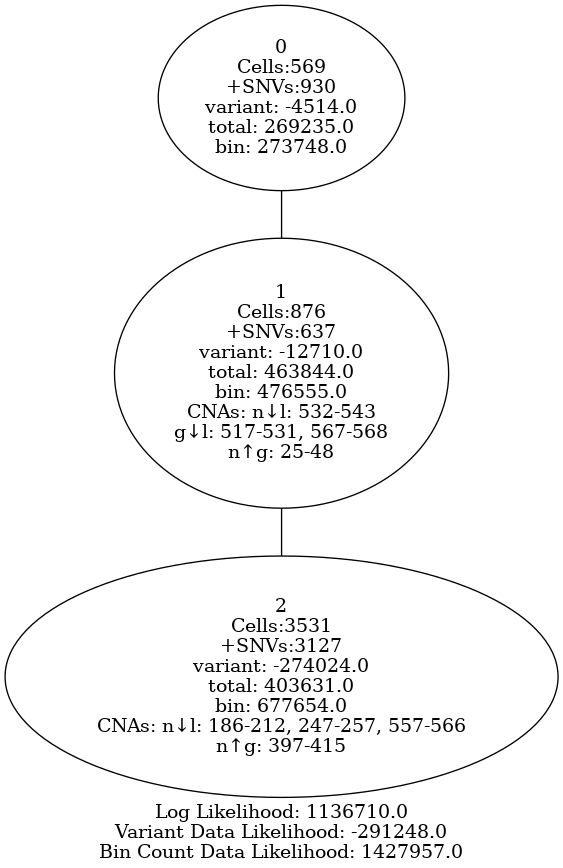 0
Cells:569
+SNVs:930
variant: -4514.0
total: 269235.0
bin: 273748.0
1
Cells:876
+SNVs:637
variant: -12710.0
total: 463844.0
bin: 476555.0
CNAs: n↓l: 532-543
g↓l: 517-531, 567-568
n↑g: 25-48
2
Cells:3531
+SNVs:3127
variant: -274024.0
total: 403631.0
bin: 677654.0
CNAs: n↓l: 186-212, 247-257, 557-566
n↑g: 397-415
Log Likelihood: 1136710.0
Variant Data Likelihood: -291248.0
Bin Count Data Likelihood: 1427957.0